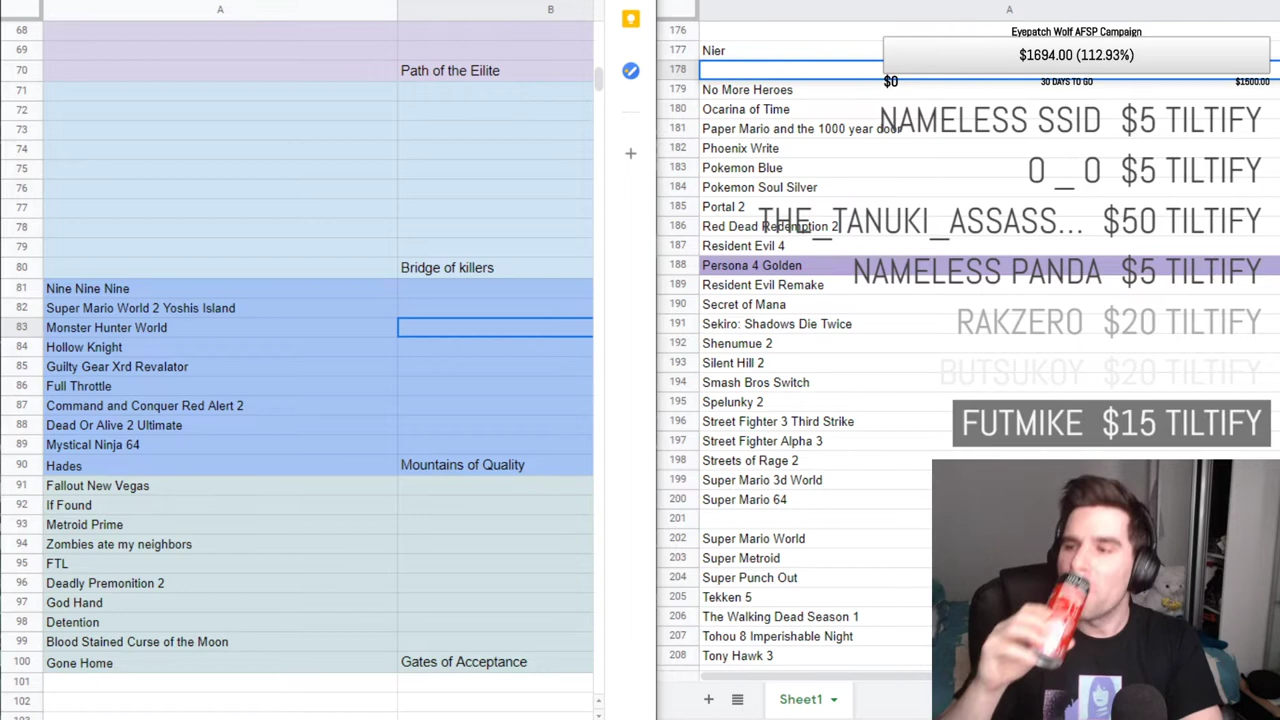 A
B
68
69
70 Path of the Eilite
71
72
73
74
75
76
77
78
79
80 Bridge of killers
81 Nine Nine Nine
82 Super Mario World 2 Yoshis Island
83 Monster Hunter World
84 Hollow Knight
85 Guilty Gear Xrd Revalator
86 Full Throttle
87 Command and Conquer Red Alert 2
88 Dead Or Alive 2 Ultimate
89 Mystical Ninja 64
90 Hades Mountains of Quality
91 Fallout New Vegas
92 If Found
93 Metroid Prime
94 Zombies ate my neighbors
95 FTL
96 Deadly Premonition 2
97 God Hand
98 Detention
99 Blood Stained Curse of the Moon
100 Gone Home Gates of Acceptance
101
102
103
A
176
177 Nier
178
179 No More Heroes
180 Ocarina of Time
181 Paper Mario and the 1000 year door
182 Phoenix Write
183 Pokemon Blue
184 Pokemon Soul Silver
185 Portal 2
186 Red Dead Redemption 2
187 Resident Evil 4
188 Persona 4 Golden
189 Resident Evil Remake
190 Secret of Mana
191 Sekiro: Shadows Die Twice
192 Shenumue 2
193 Silent Hill 2
194 Smash Bros Switch
195 Spelunky 2
196 Street Fighter 3 Third Strike
197 Street Fighter Alpha 3
198 Streets of Rage 2
199 Super Mario 3d World
200 Super Mario 64
201
202 Super Mario World
203 Super Metroid
204 Super Punch Out
205 Tekken 5
206 The Walking Dead Season 1
207 Tohou 8 Imperishable Night
208 Tony Hawk 3
Sheet1
Eyepatch Wolf AFSP Campaign
$1694.00 (112.93%)
$0 30 DAYS TO GO $1500.00
NAMELESS SSID $5 TILTIFY
0 _ 0 $5 TILTIFY
THE_TANUKI_ASSASS... $50 TILTIFY
NAMELESS PANDA $5 TILTIFY
RAKZERO $20 TILTIFY
BUTSUKOY $20 TILTIFY
FUTMIKE $15 TILTIFY